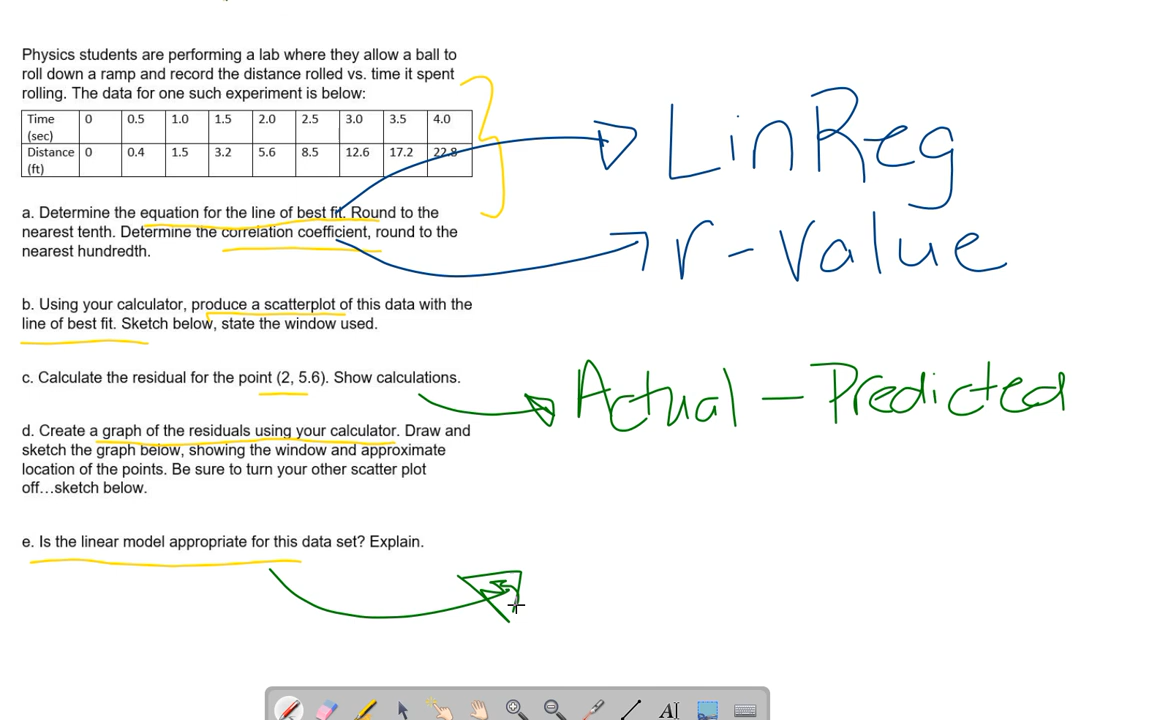 Physics students are performing a lab where they allow a ball to
roll down a ramp and record the distance rolled vs. time it spent
rolling. The data for one such experiment is below:
Time (sec) 0 0.5 1.0 1.5 2.0 2.5 3.0 3.5 4.0
Distance (ft) 0 0.4 1.5 3.2 5.6 8.5 12.6 17.2 22.8
LinReg
a. Determine the equation for the line of best fit. Round to the
nearest tenth. Determine the correlation coefficient, round to the
nearest hundredth.
r-value
b. Using your calculator, produce a scatterplot of this data with the
line of best fit. Sketch below, state the window used.
c. Calculate the residual for the point (2, 5.6). Show calculations.
Actual - Predicted
d. Create a graph of the residuals using your calculator. Draw and
sketch the graph below, showing the window and approximate
location of the points. Be sure to turn your other scatter plot
off…sketch below.
e. Is the linear model appropriate for this data set? Explain.
AI